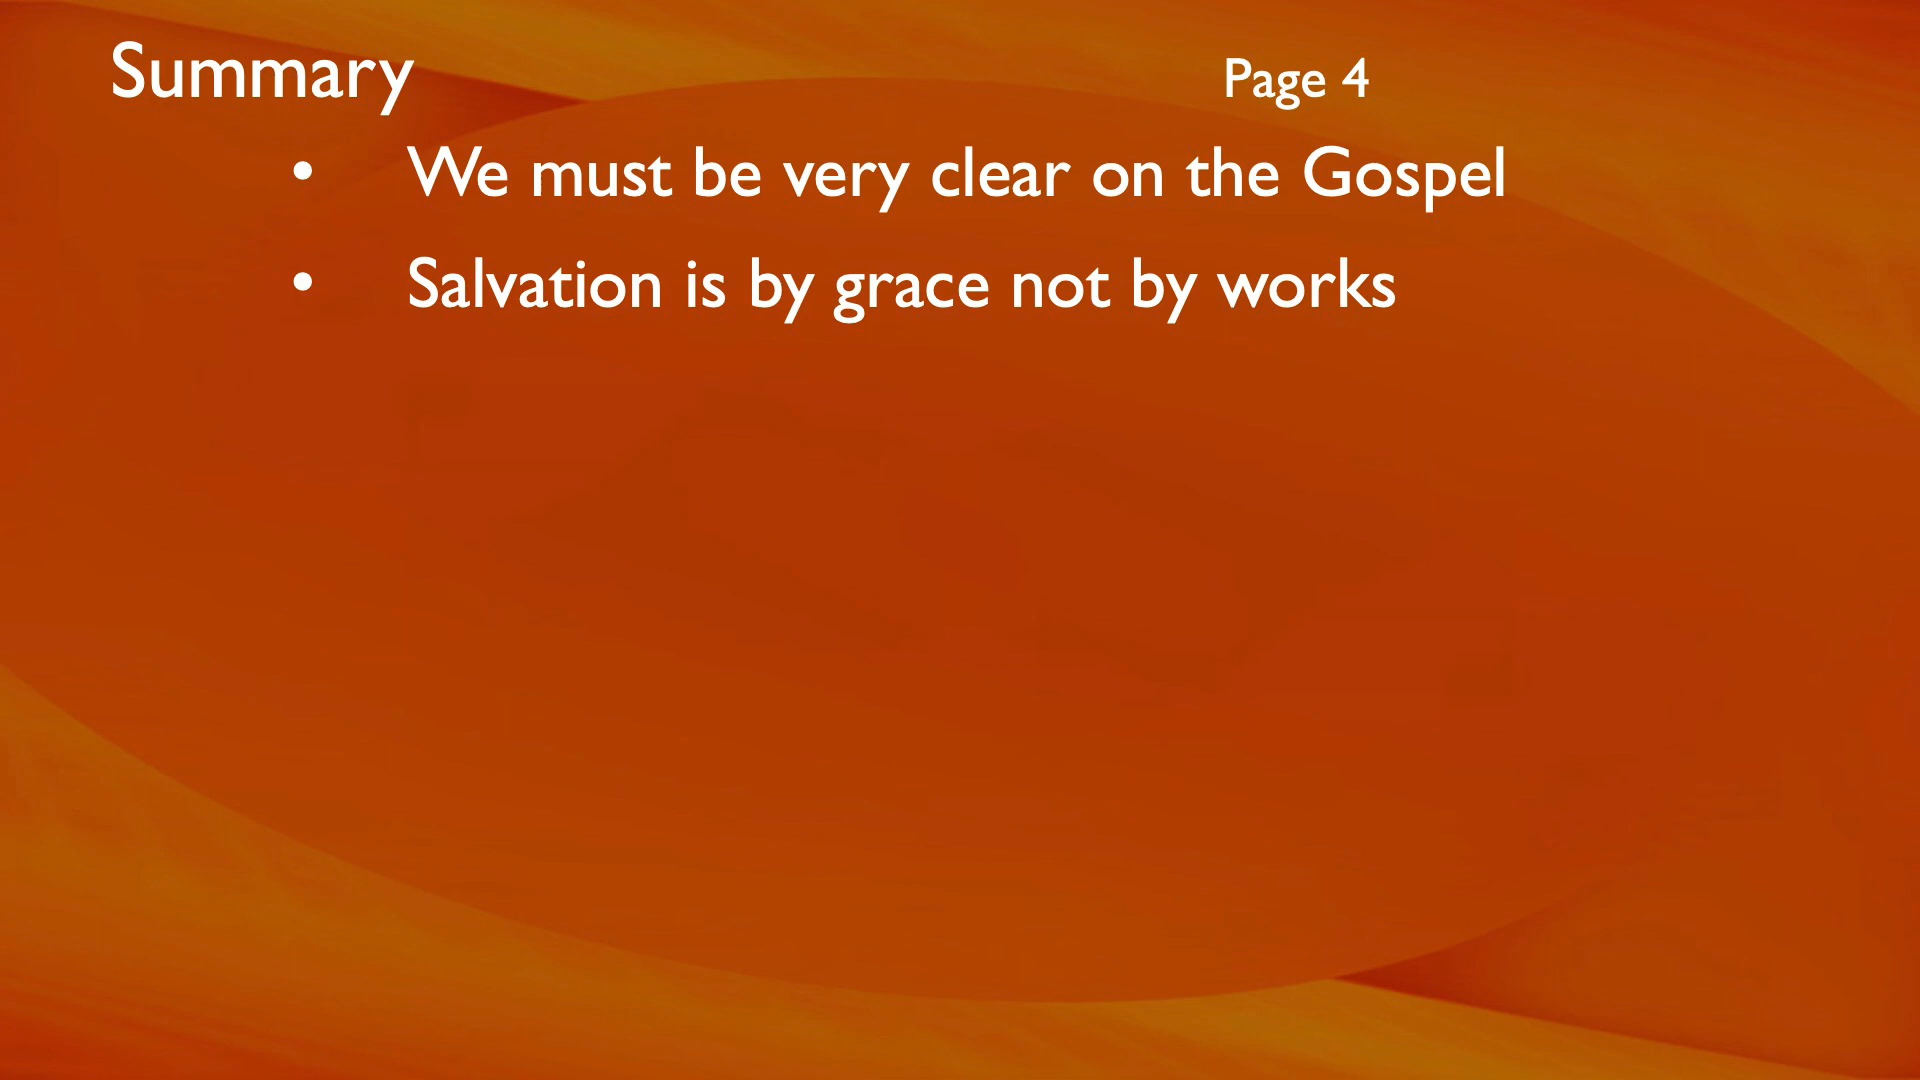 Summary Page 4
• We must be very clear on the Gospel
• Salvation is by grace not by works